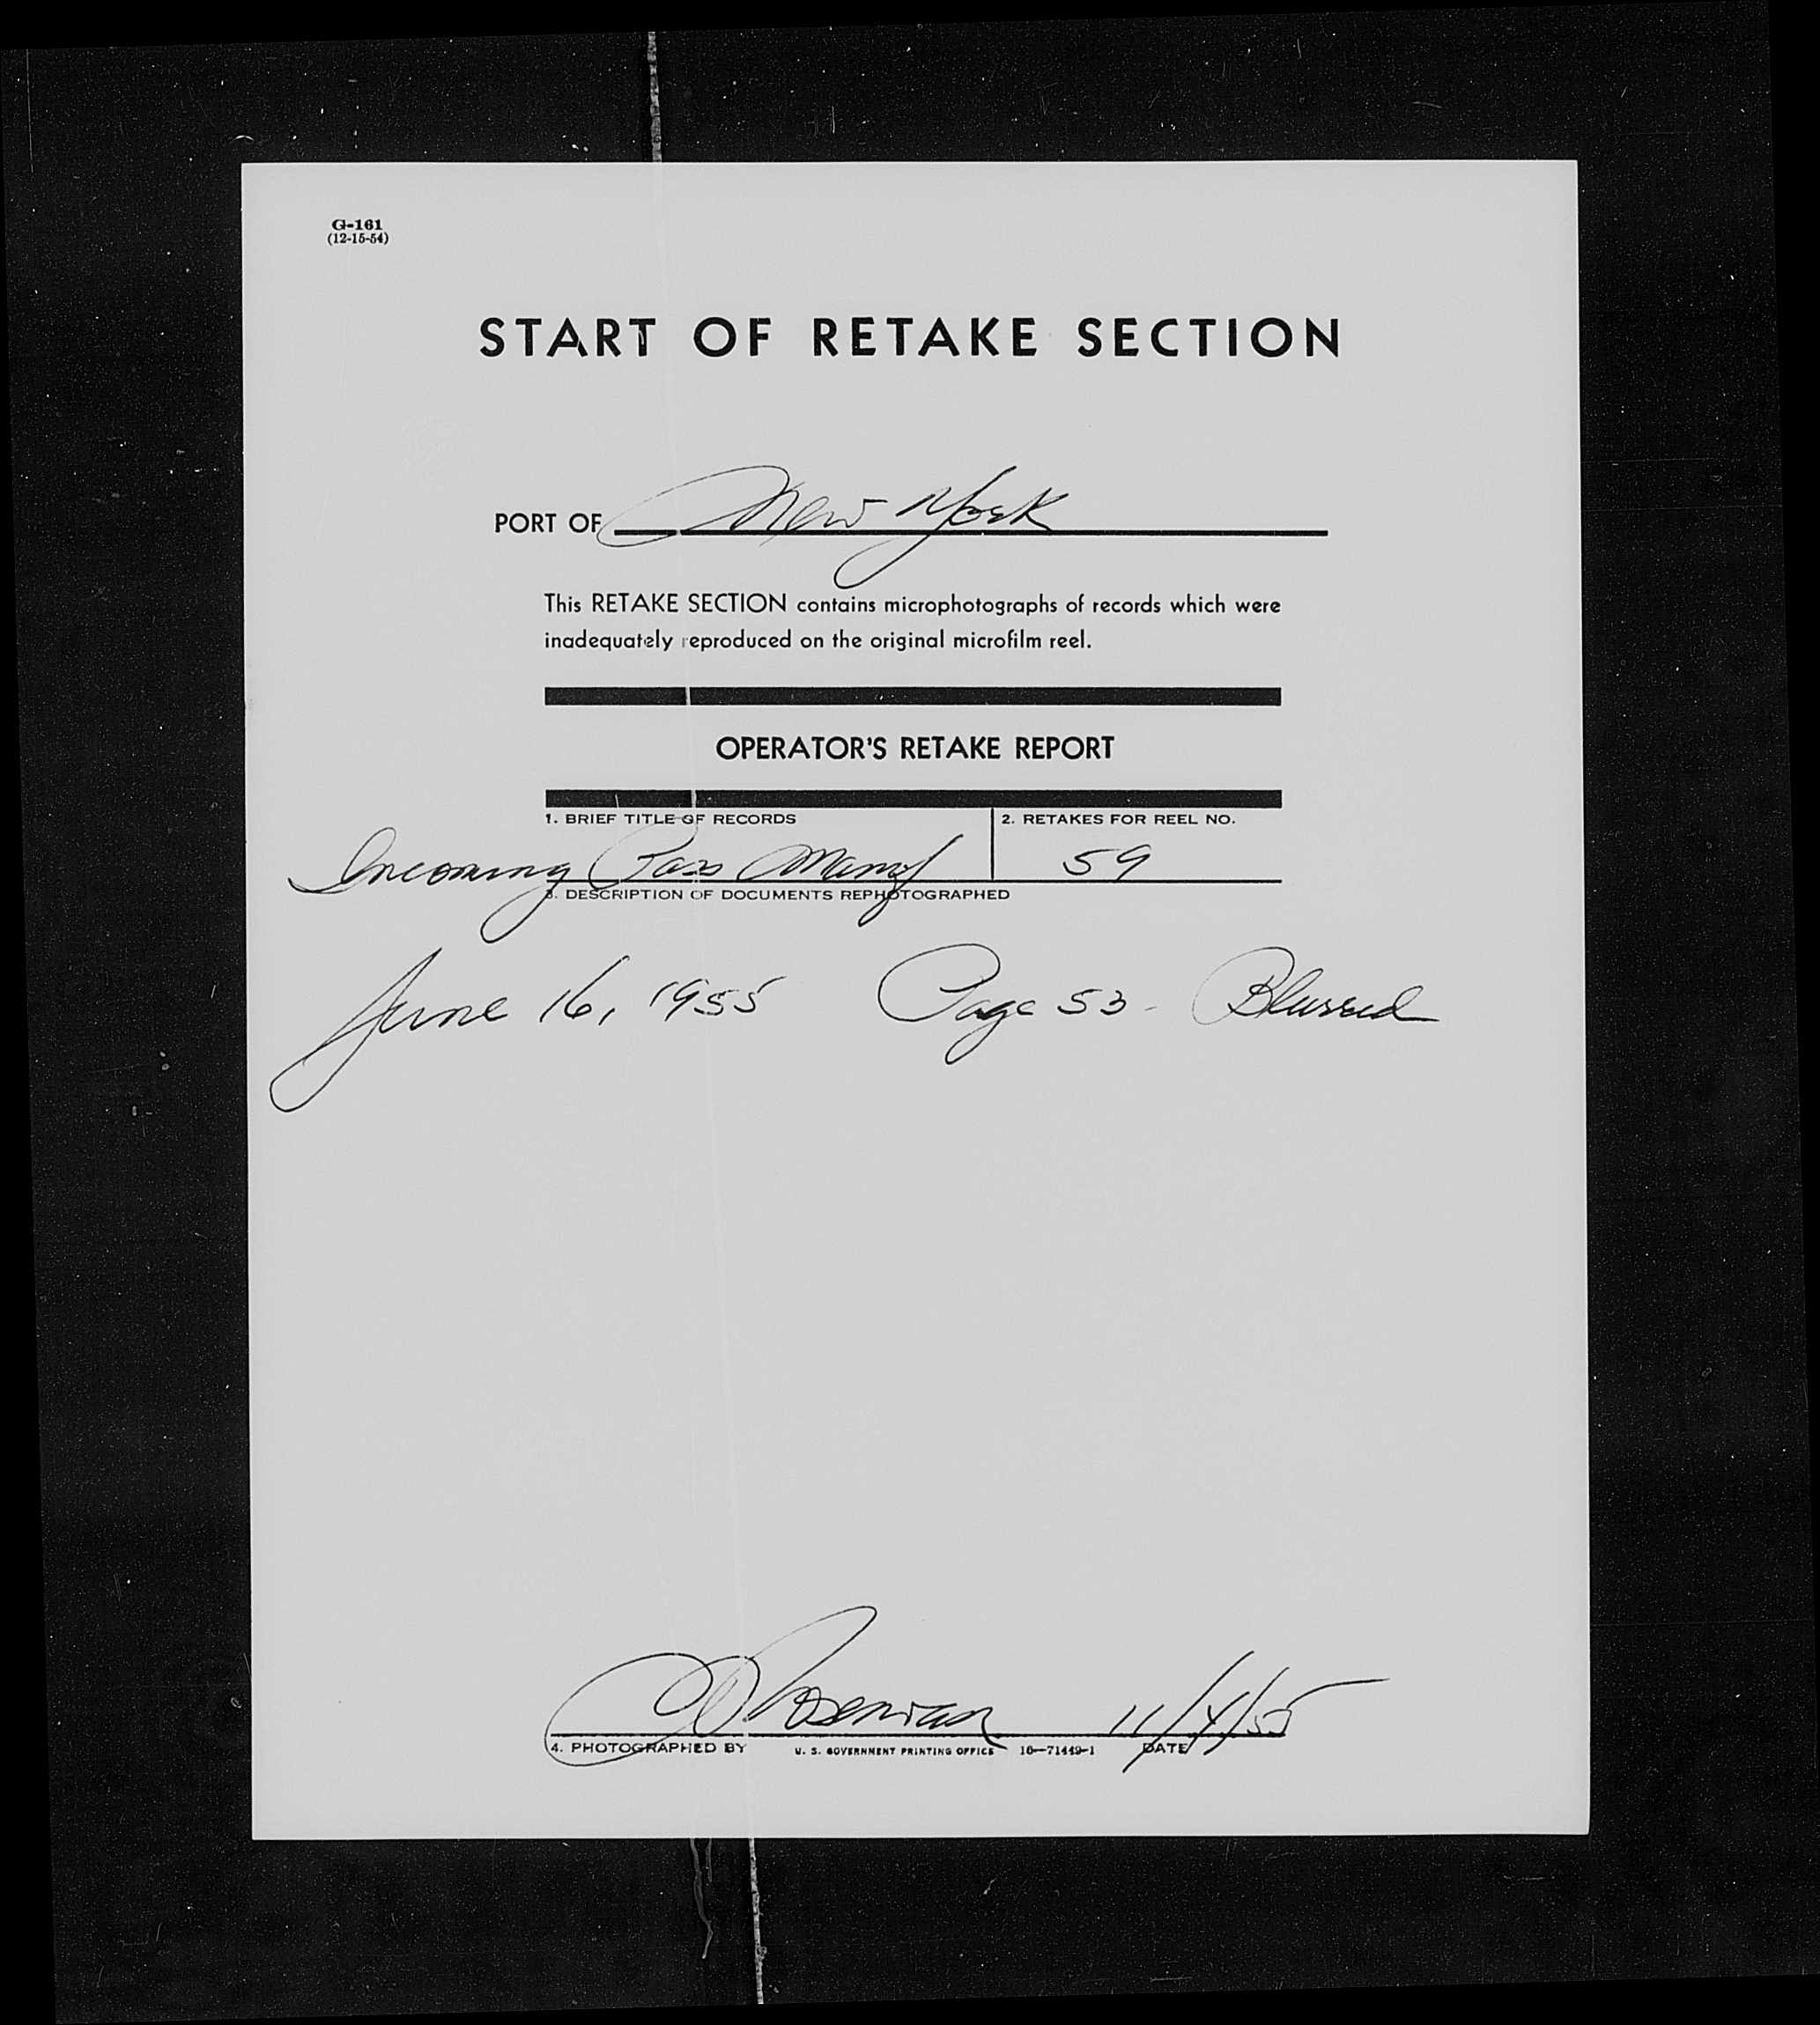 G-161
(12-15-54)
START OF RETAKE SECTION
PORT OF New York
This RETAKE SECTION contains microphotographs of records which were
inadequately reproduced on the original microfilm reel.
OPERATOR'S RETAKE REPORT
1. BRIEF TITLE OF RECORDS 2. RETAKES FOR REEL NO.
Incoming Pass Manif 59
3. DESCRIPTION OF DOCUMENTS REPHOTOGRAPHED
June 16, 1955 Page 53 - Blurred
11/4/55
4. PHOTOGRAPHED BY U. S. GOVERNMENT PRINTING OFFICE 16—71449-1 DATE